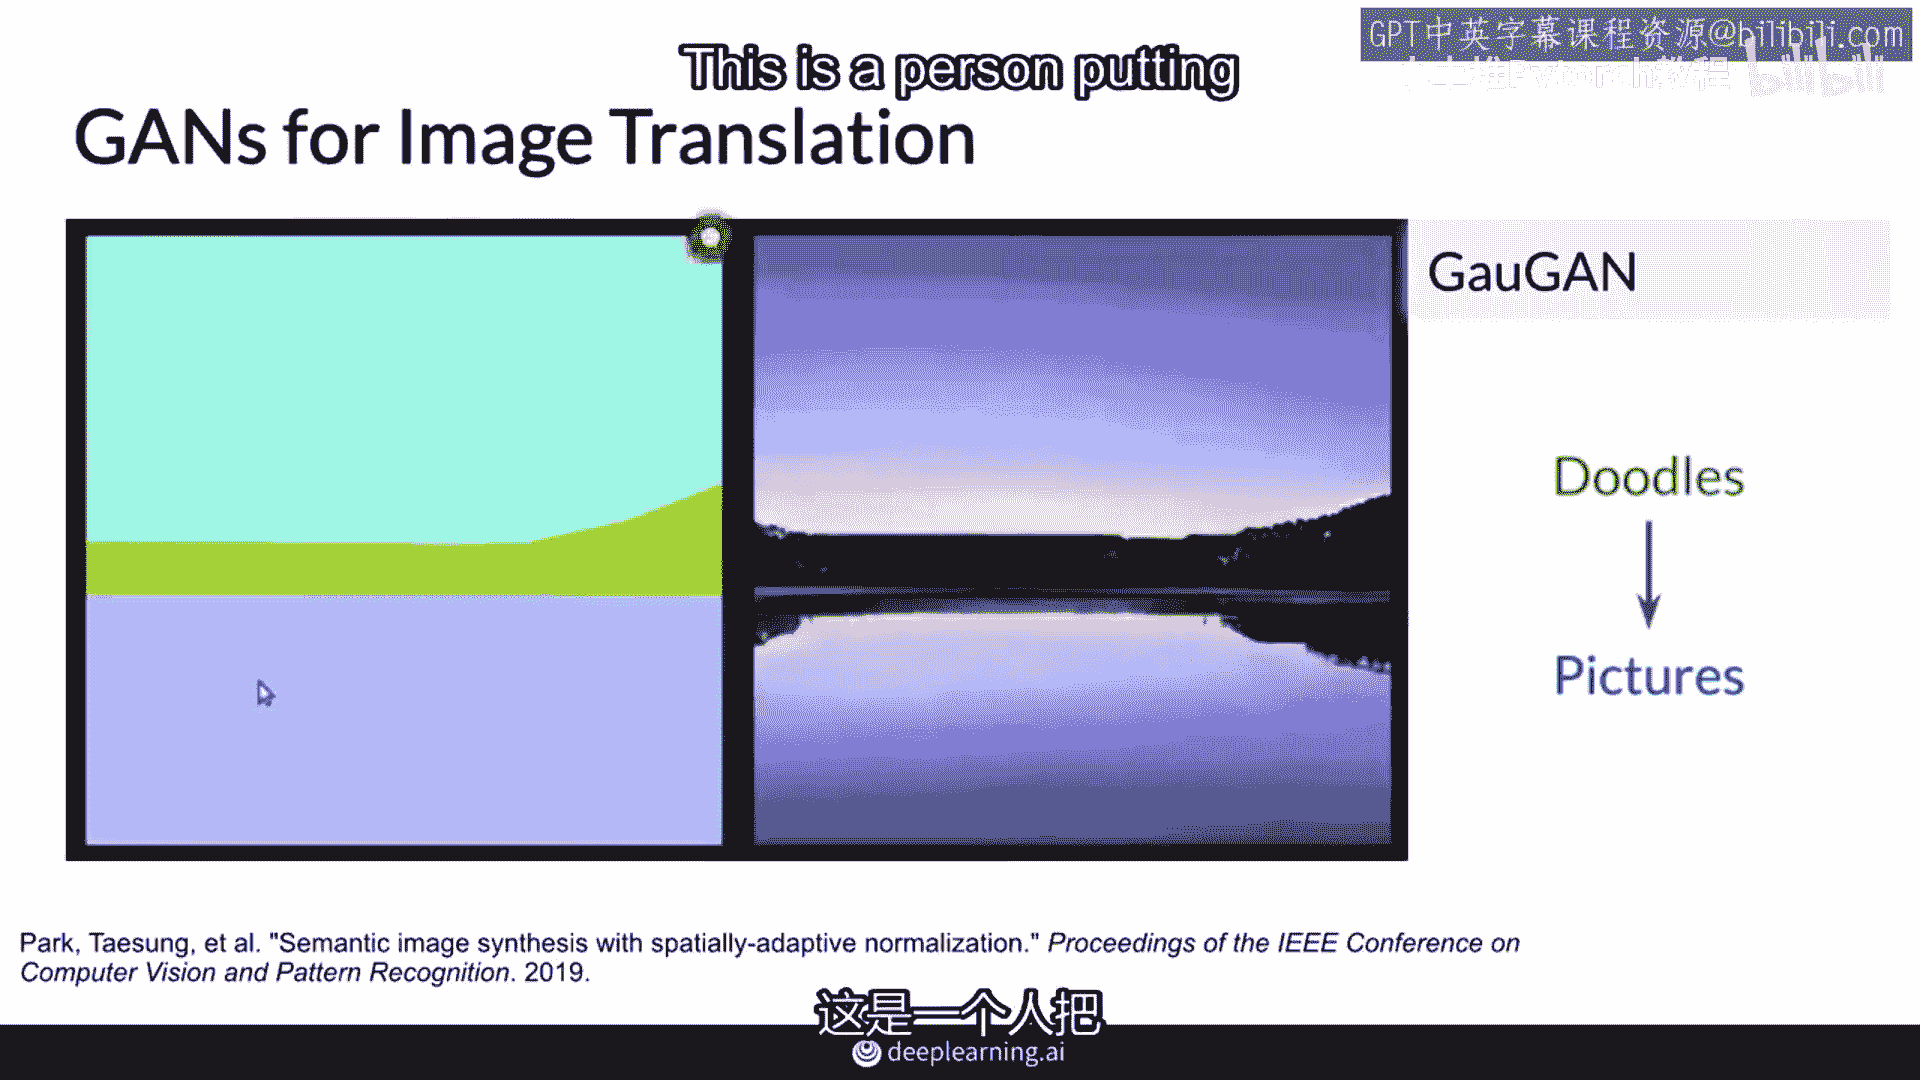 GPT中英字幕课程资源@bilibili.com
This is a person putting
GANs for Image Translation
GauGAN
Doodles
Pictures
Park, Taesung, et al. "Semantic image synthesis with spatially-adaptive normalization." Proceedings of the IEEE Conference on
Computer Vision and Pattern Recognition. 2019.
这是一个人把
deeplearning.ai